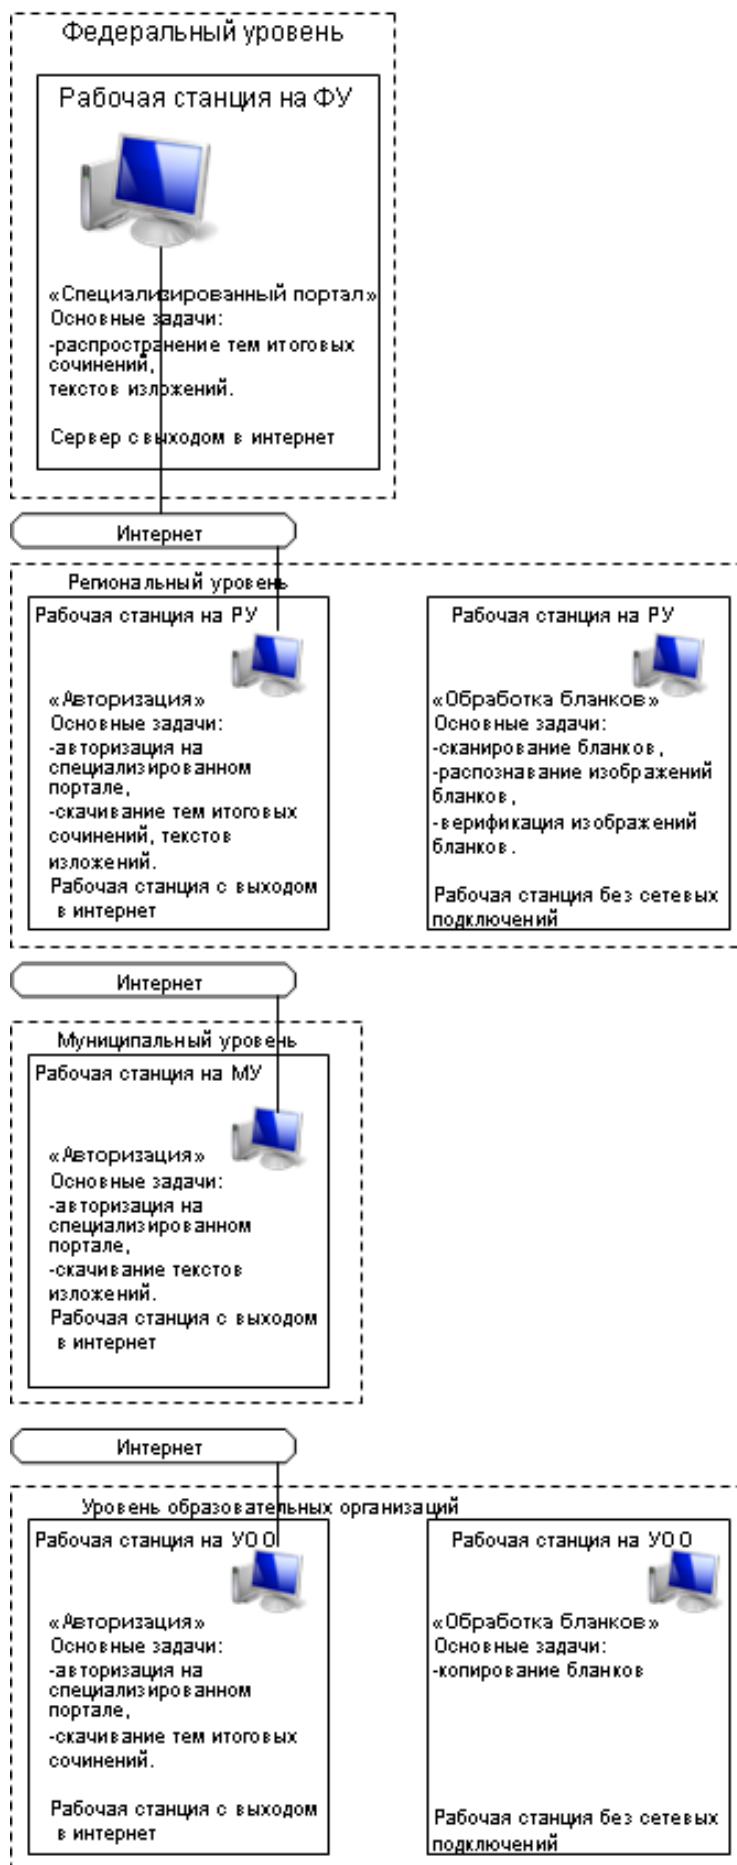 Федеральный уровень
Рабочая станция на ФУ
«Специализированный портал»
Основные задачи:
-распространение тем итоговых
сочинений,
текстов изложений.
Сервер с выходом в интернет
Интернет
Региональный уровень
Рабочая станция на РУ
«Авторизация»
Основные задачи:
-авторизация на
специализированном
портале,
-скачивание тем итоговых
сочинений, текстов
изложений.
Рабочая станция с выходом
в интернет
Рабочая станция на РУ
«Обработка бланков»
Основные задачи:
-сканирование бланков,
-распознавание изображений
бланков,
-верификация изображений
бланков.
Рабочая станция без сетевых
подключений
Интернет
Муниципальный уровень
Рабочая станция на МУ
«Авторизация»
Основные задачи:
-авторизация на
специализированном
портале,
-скачивание текстов
изложений.
Рабочая станция с выходом
в интернет
Интернет
Уровень образовательных организаций
Рабочая станция на УОО
«Авторизация»
Основные задачи:
-авторизация на
специализированном
портале,
-скачивание тем итоговых
сочинений.
Рабочая станция с выходом
в интернет
Рабочая станция на УОО
«Обработка бланков»
Основные задачи:
-копирование бланков
Рабочая станция без сетевых
подключений